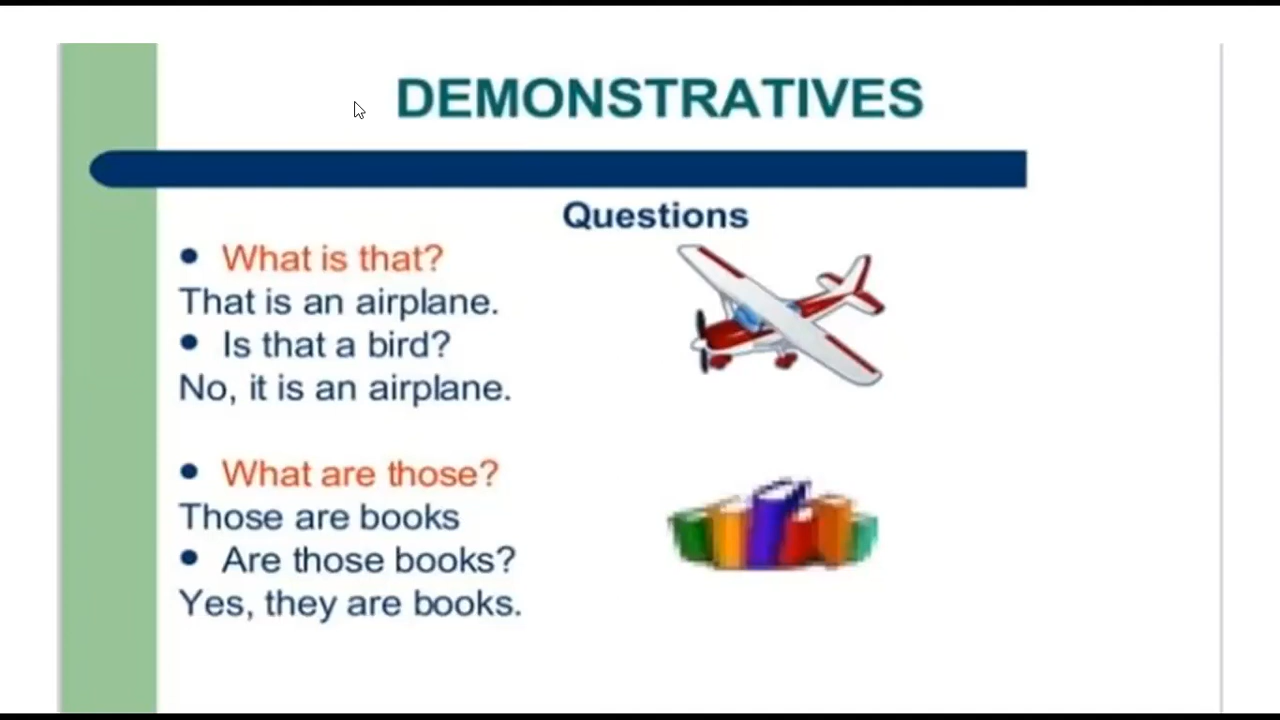 DEMONSTRATIVES
Questions
• What is that?
That is an airplane.
• Is that a bird?
No, it is an airplane.
• What are those?
Those are books
• Are those books?
Yes, they are books.